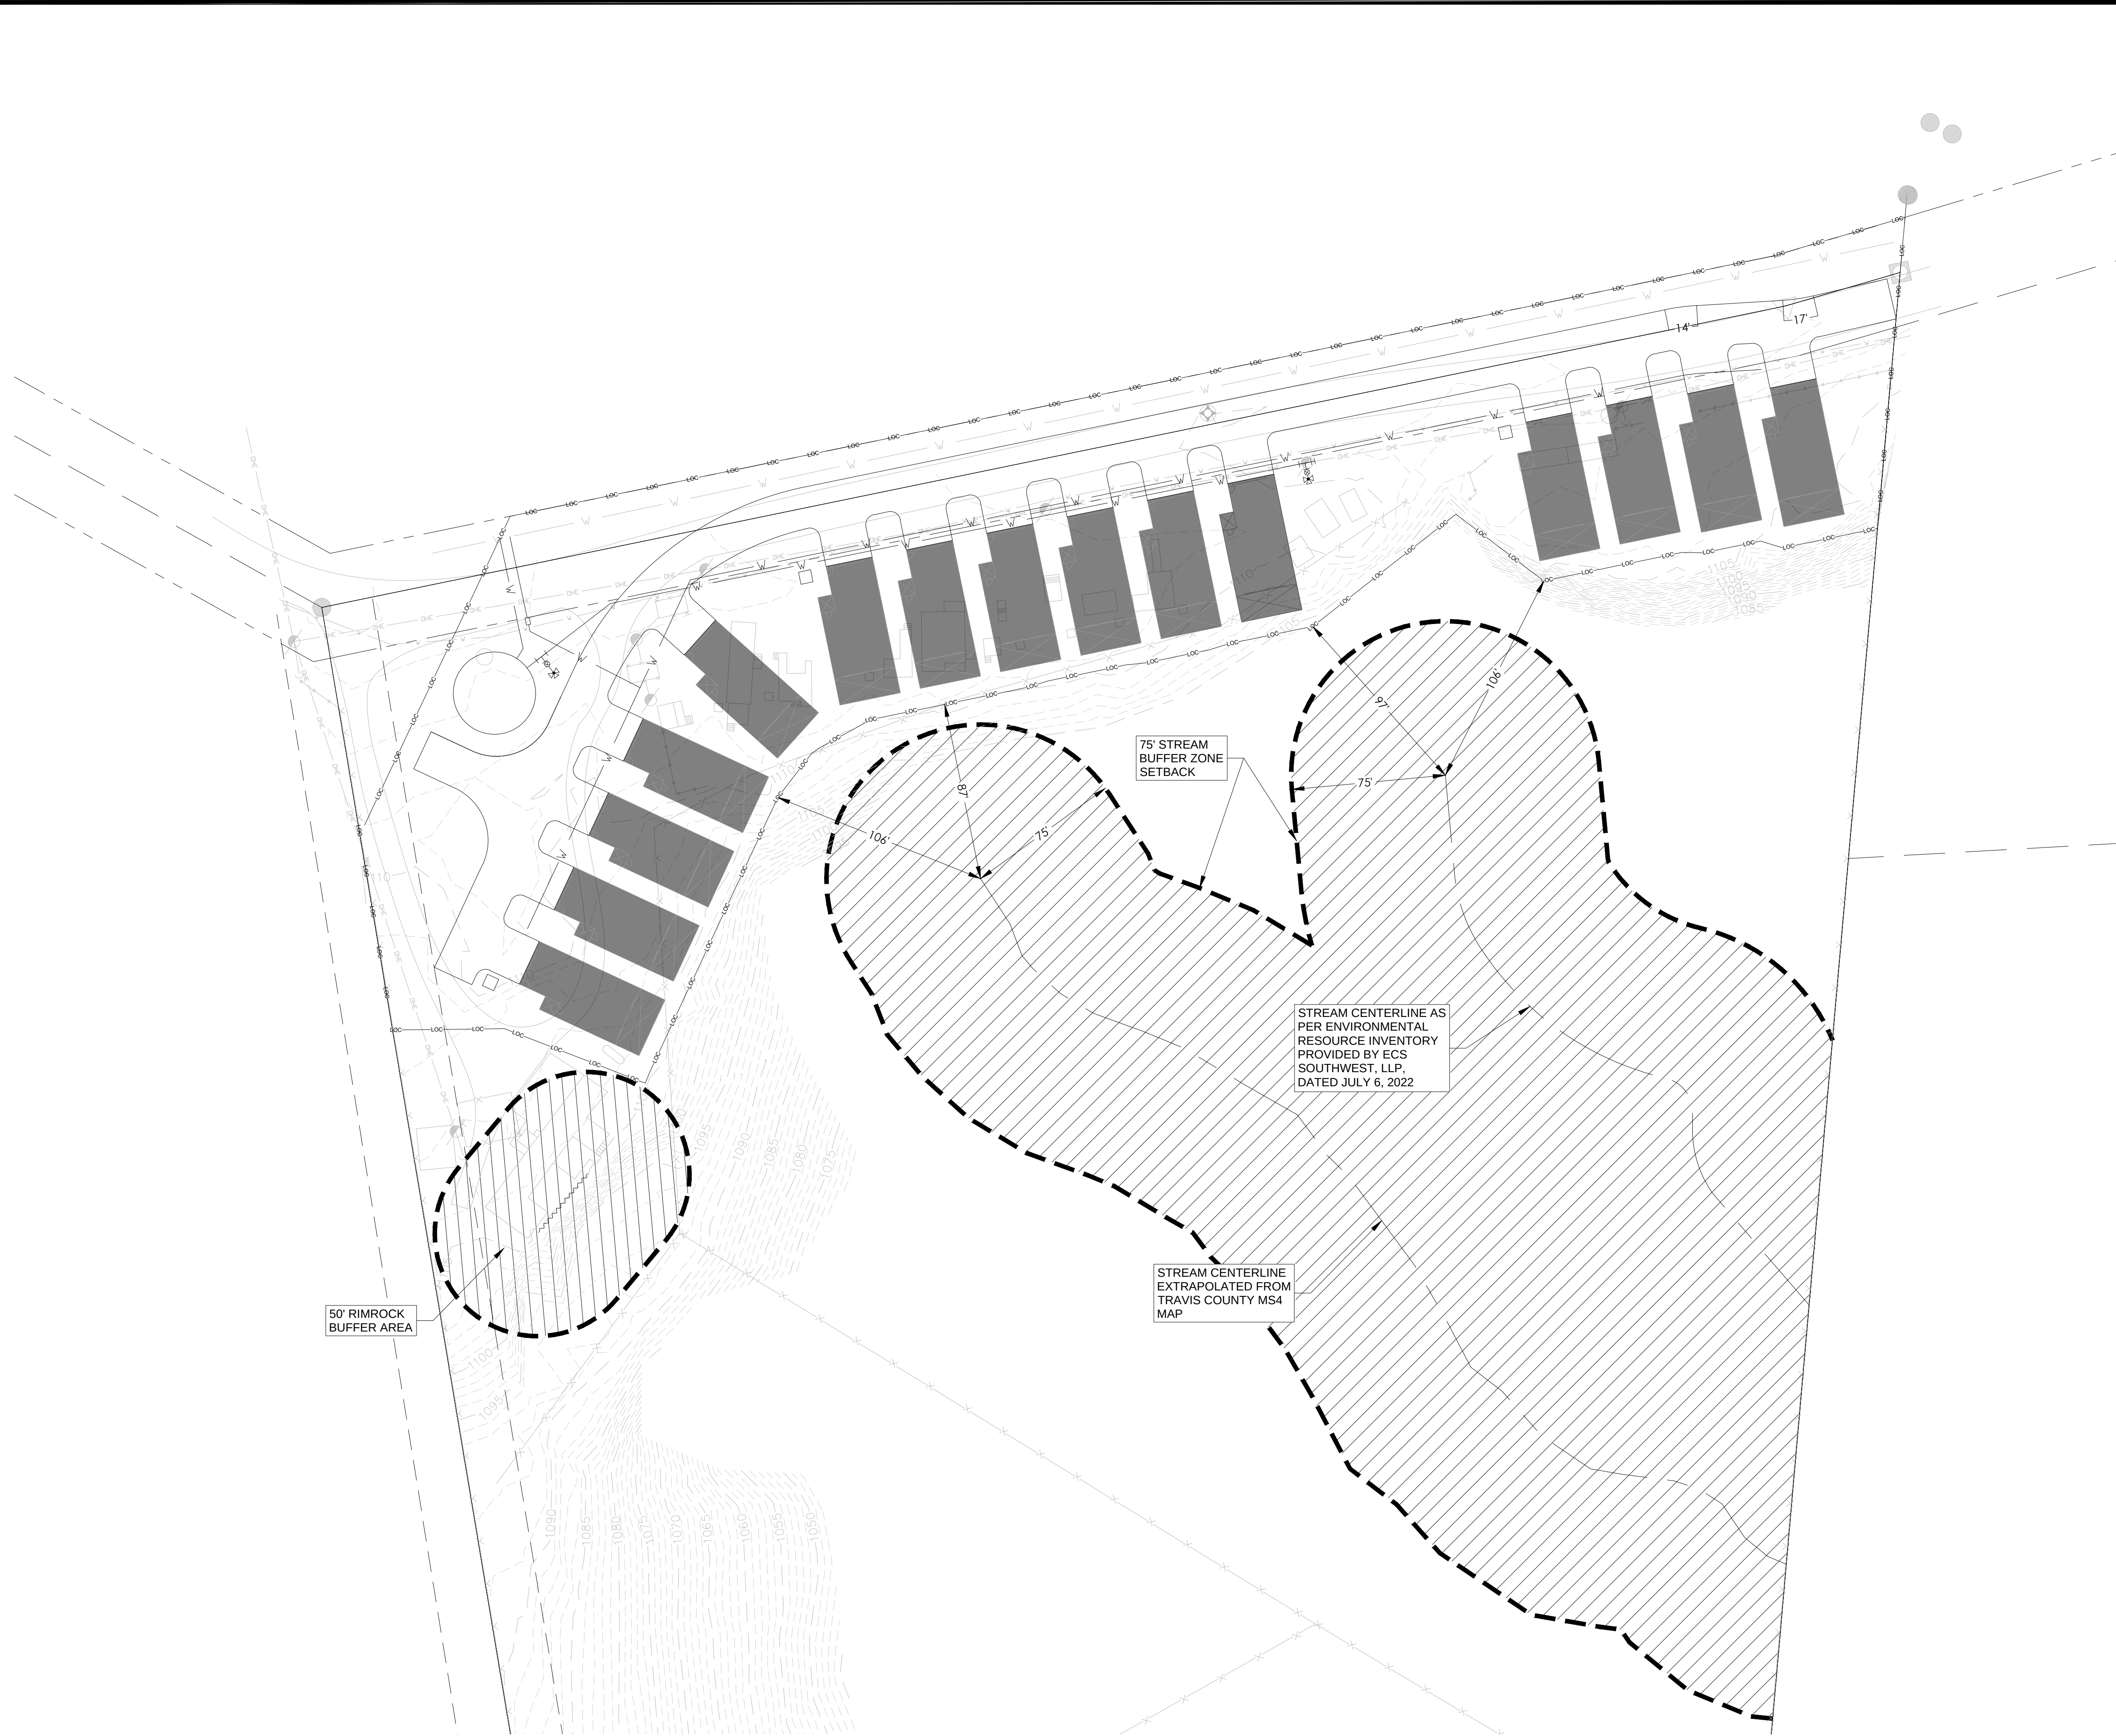 14'
17'
106'
97'
75' STREAM
BUFFER ZONE
SETBACK
75'
87'
106'
75'
STREAM CENTERLINE AS
PER ENVIRONMENTAL
RESOURCE INVENTORY
PROVIDED BY ECS
SOUTHWEST, LLP,
DATED JULY 6, 2022
STREAM CENTERLINE
EXTRAPOLATED FROM
TRAVIS COUNTY MS4
MAP
50' RIMROCK
BUFFER AREA
LOC
W
OHE
1105
1100
1095
1090
1085
1095
1090
1085
1080
1075
1100
1095
1090
1085
1080
1075
1070
1065
1060
1055
1050